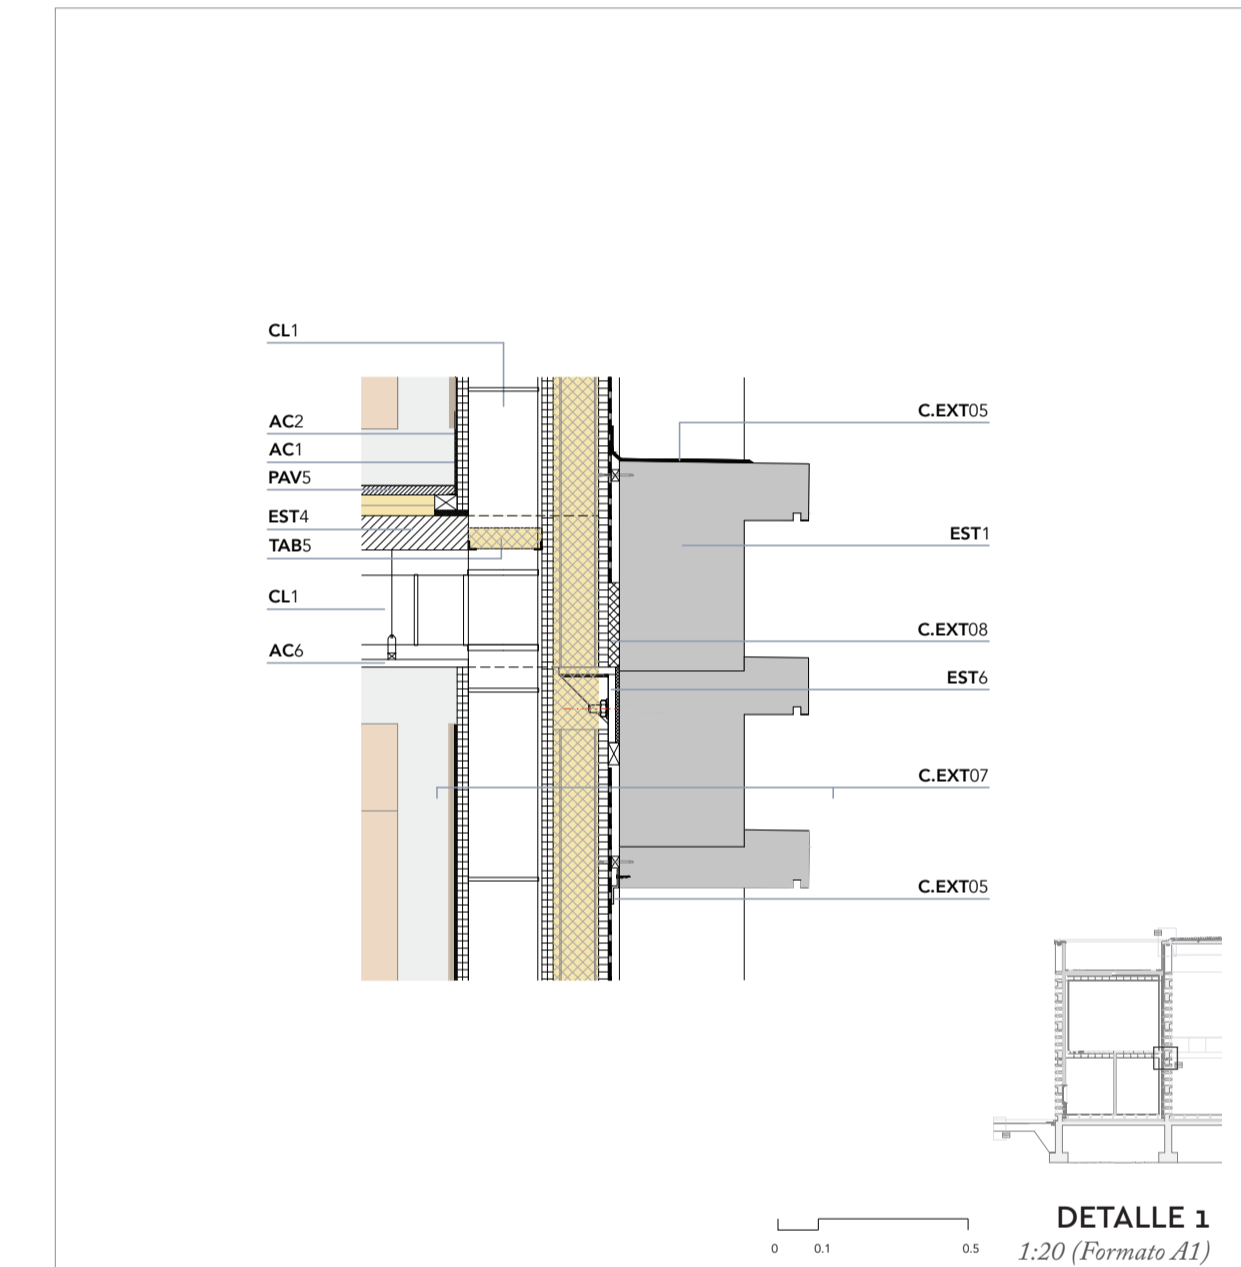 CL1
AC2
AC1
PAV5
EST4
TAB5
CL1
AC6
C.EXT05
EST1
C.EXT08
EST6
C.EXT07
C.EXT05
0 0.1 0.5
DETALLE 1
1:20 (Formato A1)